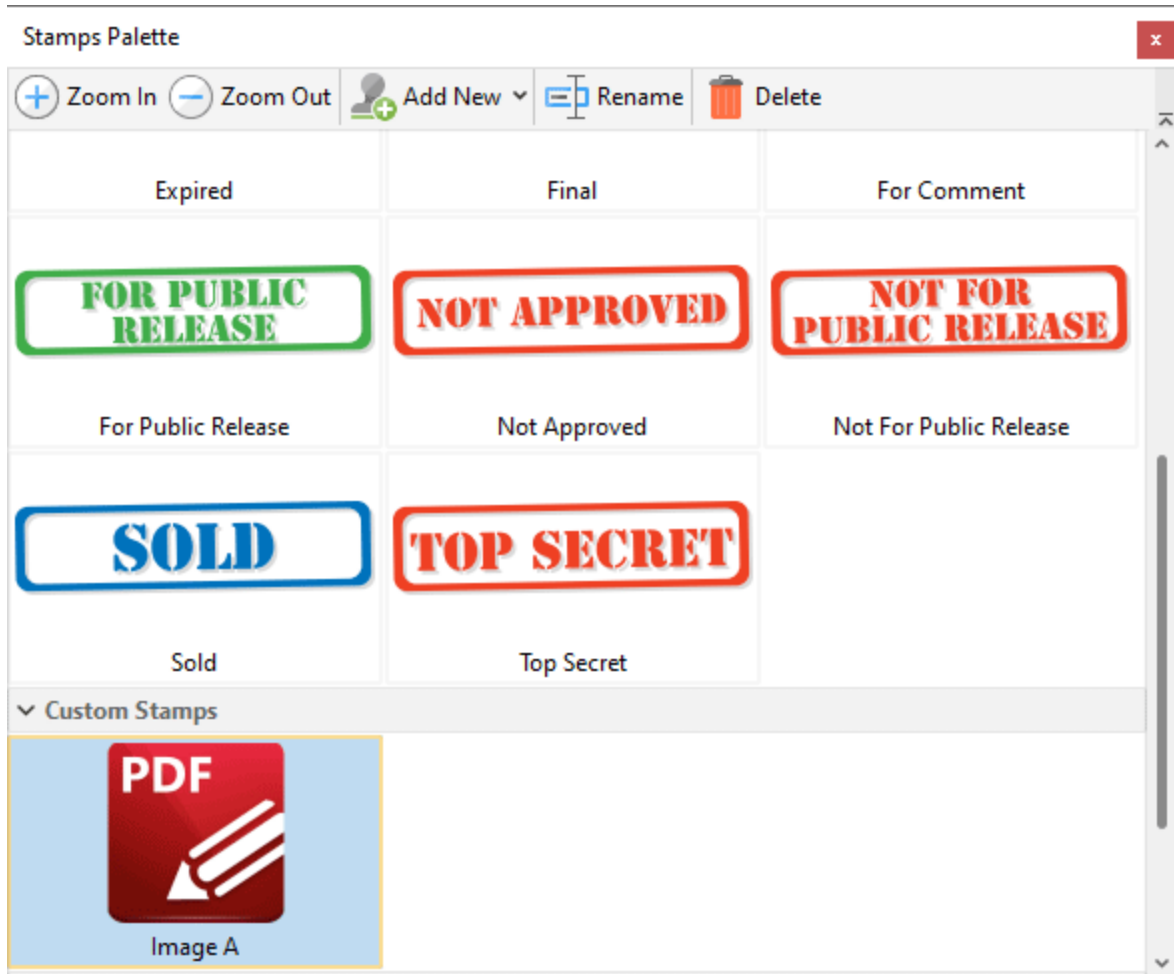 Stamps Palette
x
Zoom In Zoom Out Add New Rename Delete
Expired Final For Comment
FOR PUBLIC
RELEASE
NOT APPROVED
NOT FOR
PUBLIC RELEASE
For Public Release Not Approved Not For Public Release
SOLD TOP SECRET
Sold Top Secret
Custom Stamps
PDF
Image A